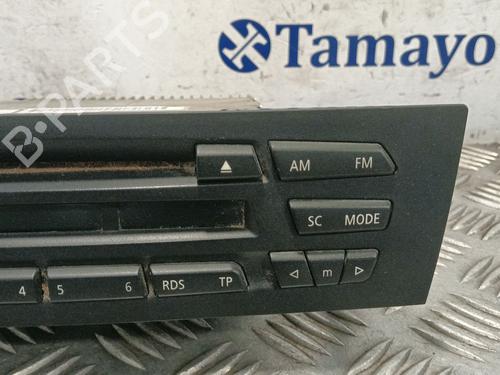 Tamayo
B-PARTS
AM FM
SC MODE
4 5 6 RDS TP
m